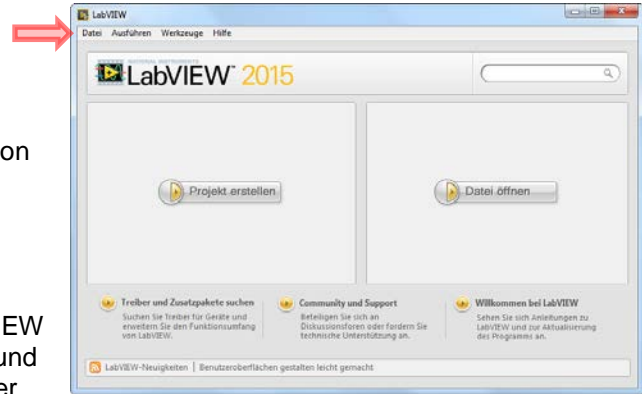 LabVIEW
Datei Ausführen Werkzeuge Hilfe
NATIONAL INSTRUMENTS
LabVIEW™ 2015
Projekt erstellen
Datei öffnen
Treiber und Zusatzpakete suchen
Suchen Sie Treiber für Geräte und
erweitern Sie den Funktionsumfang
von LabVIEW.
Community und Support
Beteiligen Sie sich an
Diskussionsforen oder fordern Sie
technische Unterstützung an.
Willkommen bei LabVIEW
Sehen Sie sich Anleitungen zu
LabVIEW und zur Aktualisierung
des Programms an.
LabVIEW-Neuigkeiten | Benutzeroberflächen gestalten leicht gemacht
on
EW
und
er